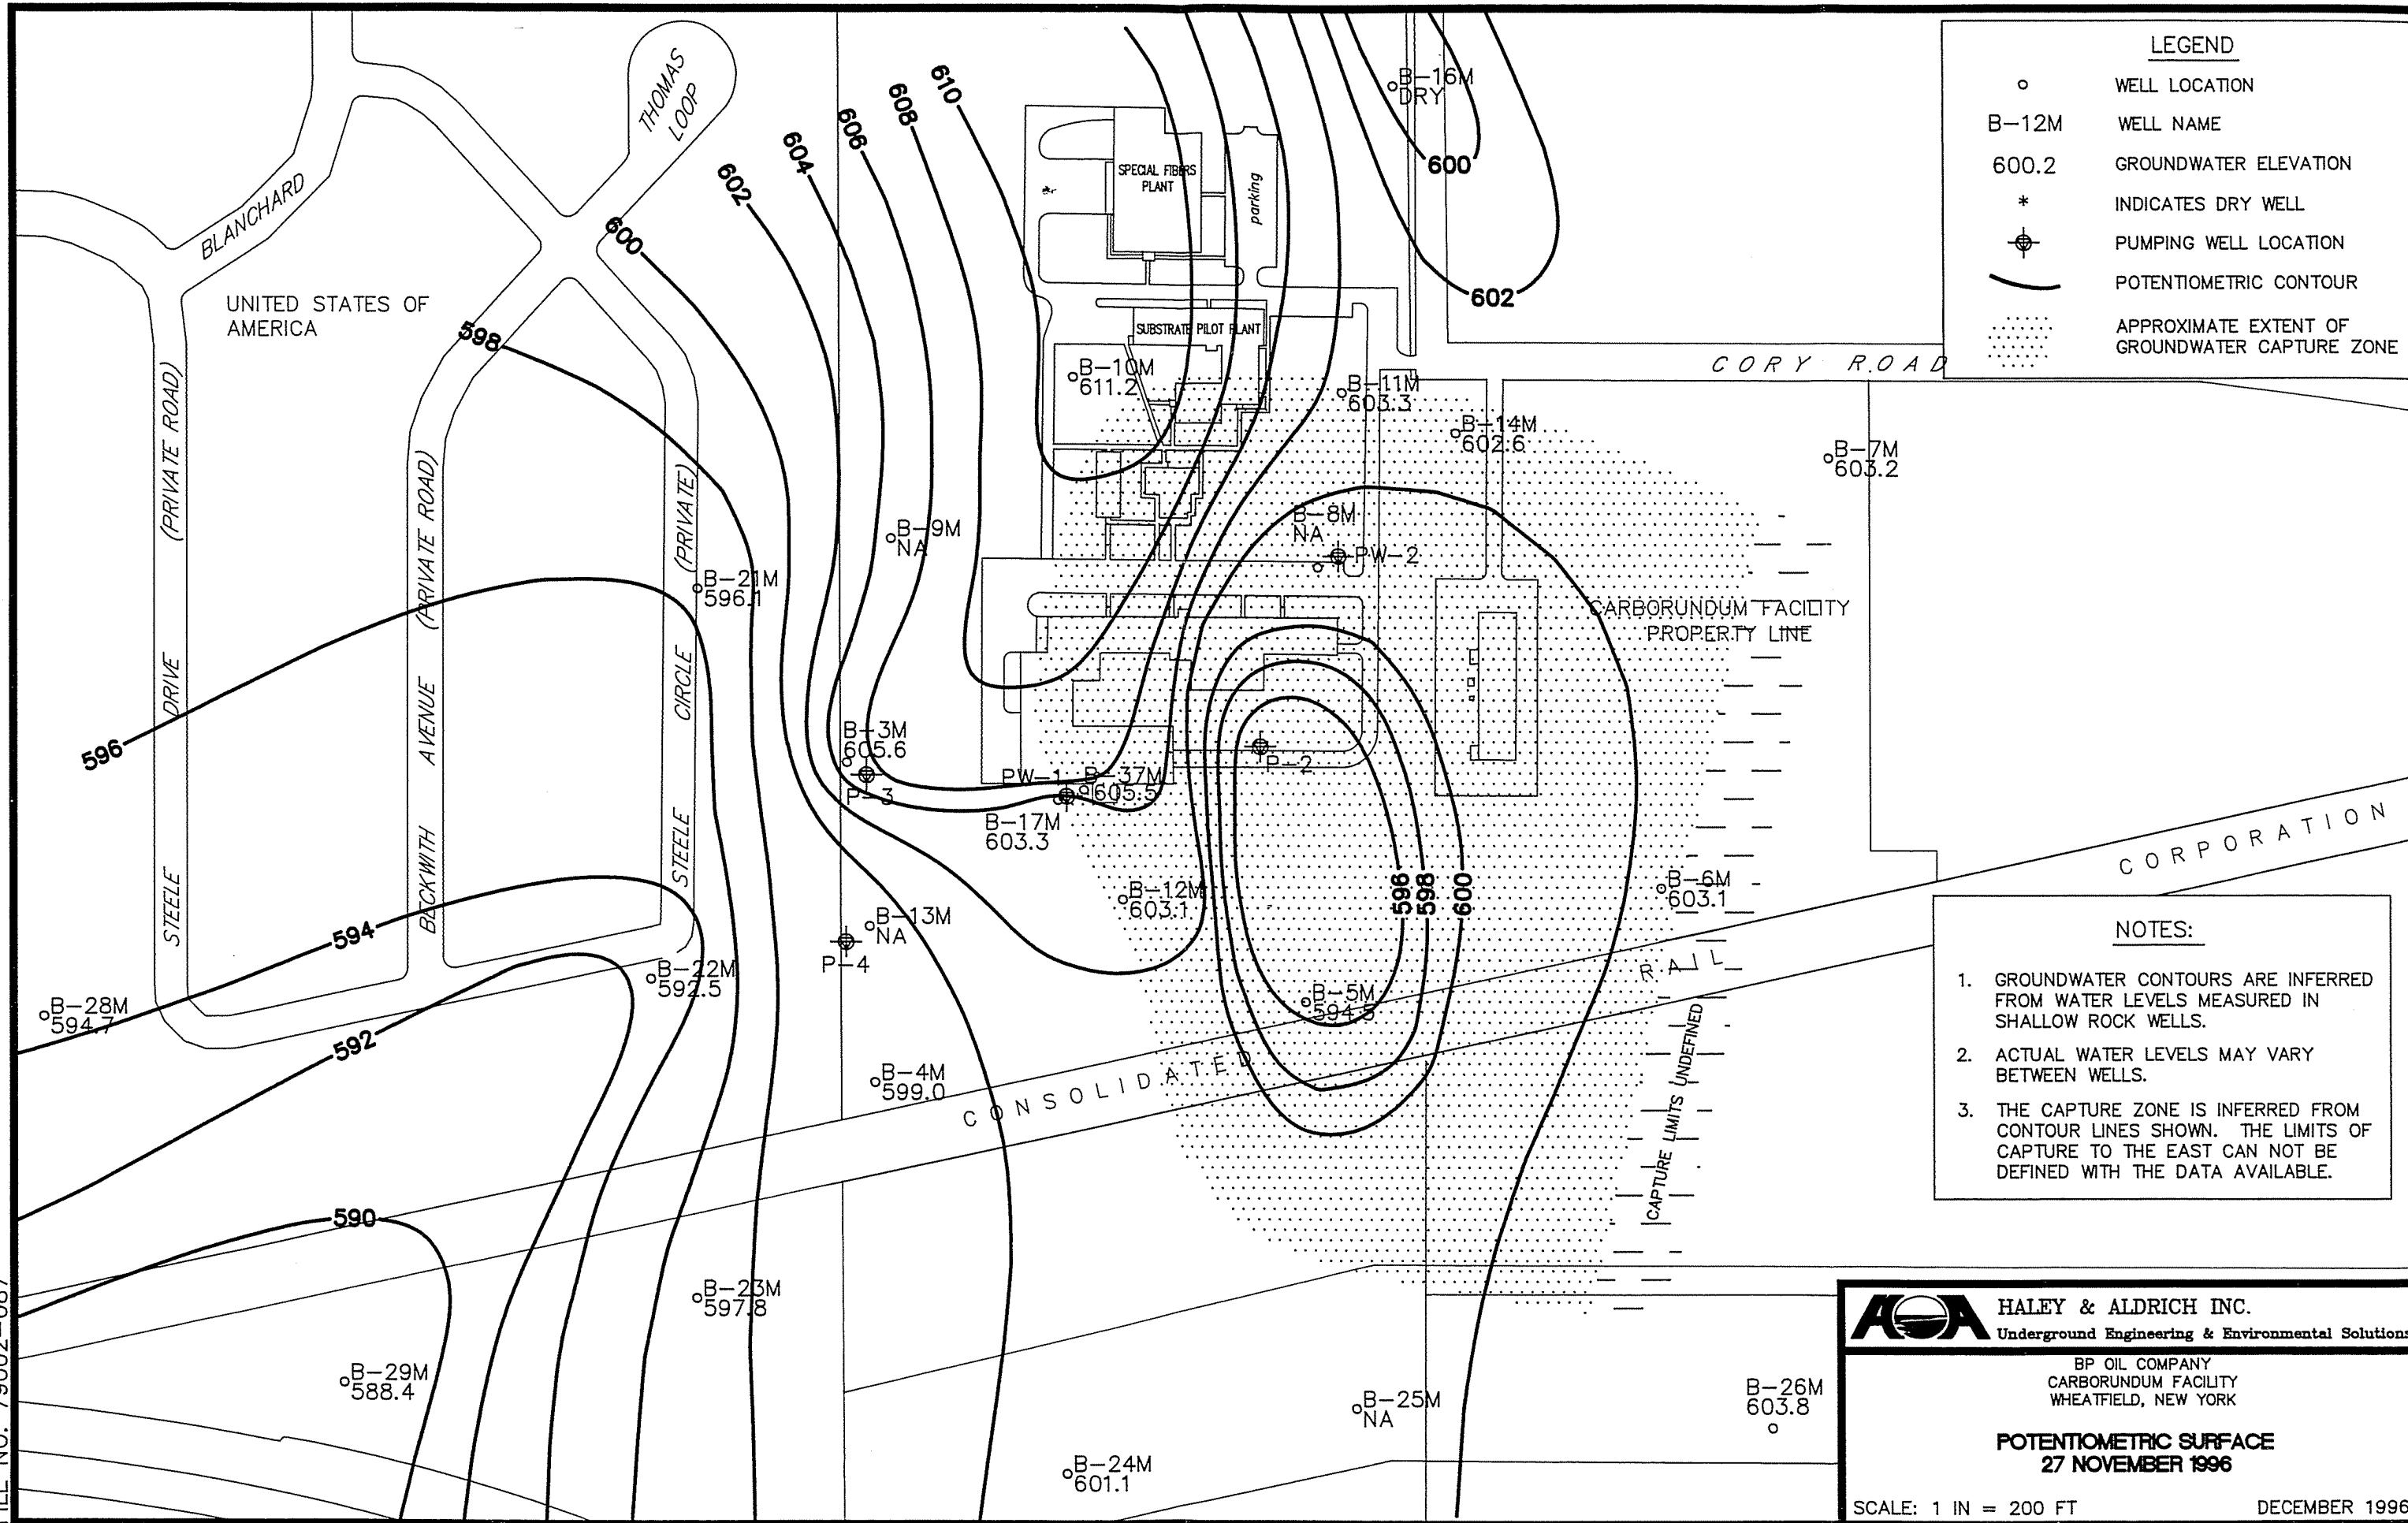 LEGEND
WELL LOCATION
B-12M WELL NAME
600.2 GROUNDWATER ELEVATION
* INDICATES DRY WELL
PUMPING WELL LOCATION
POTENTIOMETRIC CONTOUR
APPROXIMATE EXTENT OF
GROUNDWATER CAPTURE ZONE
THOMAS
LOOP
BLANCHARD
UNITED STATES OF
AMERICA
610
608
606
604
602
600
598
B-16M
DRY
600
602
SPECIAL FIBERS
PLANT
parking
SUBSTRATE PILOT PLANT
CORY ROAD
B-10M
611.2
B-11M
603.3
B-14M
602.6
B-7M
603.2
B-9M
NA
B-8M
NA
PW-2
B-21M
596.1
CARBORUNDUM FACILITY
PROPERTY LINE
STEELE DRIVE (PRIVATE ROAD)
BECKWITH AVENUE (PRIVATE ROAD)
STEELE CIRCLE (PRIVATE)
596
B-3M
605.6
P-3
PW-1
B-37M
605.5
P-2
B-17M
603.3
B-12M
603.1
596
598
600
B-6M
603.1
B-13M
NA
P-4
594
B-22M
592.5
B-28M
594.7
592
B-5M
594.5
B-4M
599.0
CONSOLIDATED RAIL CORPORATION
CAPTURE LIMITS UNDEFINED
590
B-23M
597.8
B-29M
588.4
B-25M
NA
B-26M
603.8
B-24M
601.1
NOTES:
1. GROUNDWATER CONTOURS ARE INFERRED
FROM WATER LEVELS MEASURED IN
SHALLOW ROCK WELLS.
2. ACTUAL WATER LEVELS MAY VARY
BETWEEN WELLS.
3. THE CAPTURE ZONE IS INFERRED FROM
CONTOUR LINES SHOWN. THE LIMITS OF
CAPTURE TO THE EAST CAN NOT BE
DEFINED WITH THE DATA AVAILABLE.
HALEY & ALDRICH INC.
Underground Engineering & Environmental Solutions
BP OIL COMPANY
CARBORUNDUM FACILITY
WHEATFIELD, NEW YORK
POTENTIOMETRIC SURFACE
27 NOVEMBER 1996
SCALE: 1 IN = 200 FT DECEMBER 1996